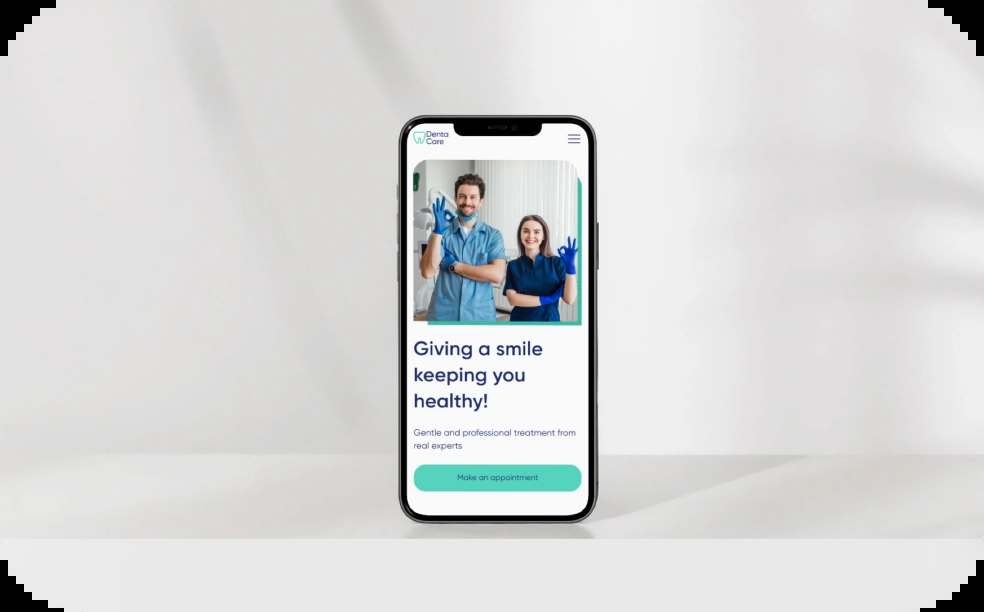 Denta
Care
Giving a smile
keeping you
healthy!
Gentle and professional treatment from
real experts
Make an appointment